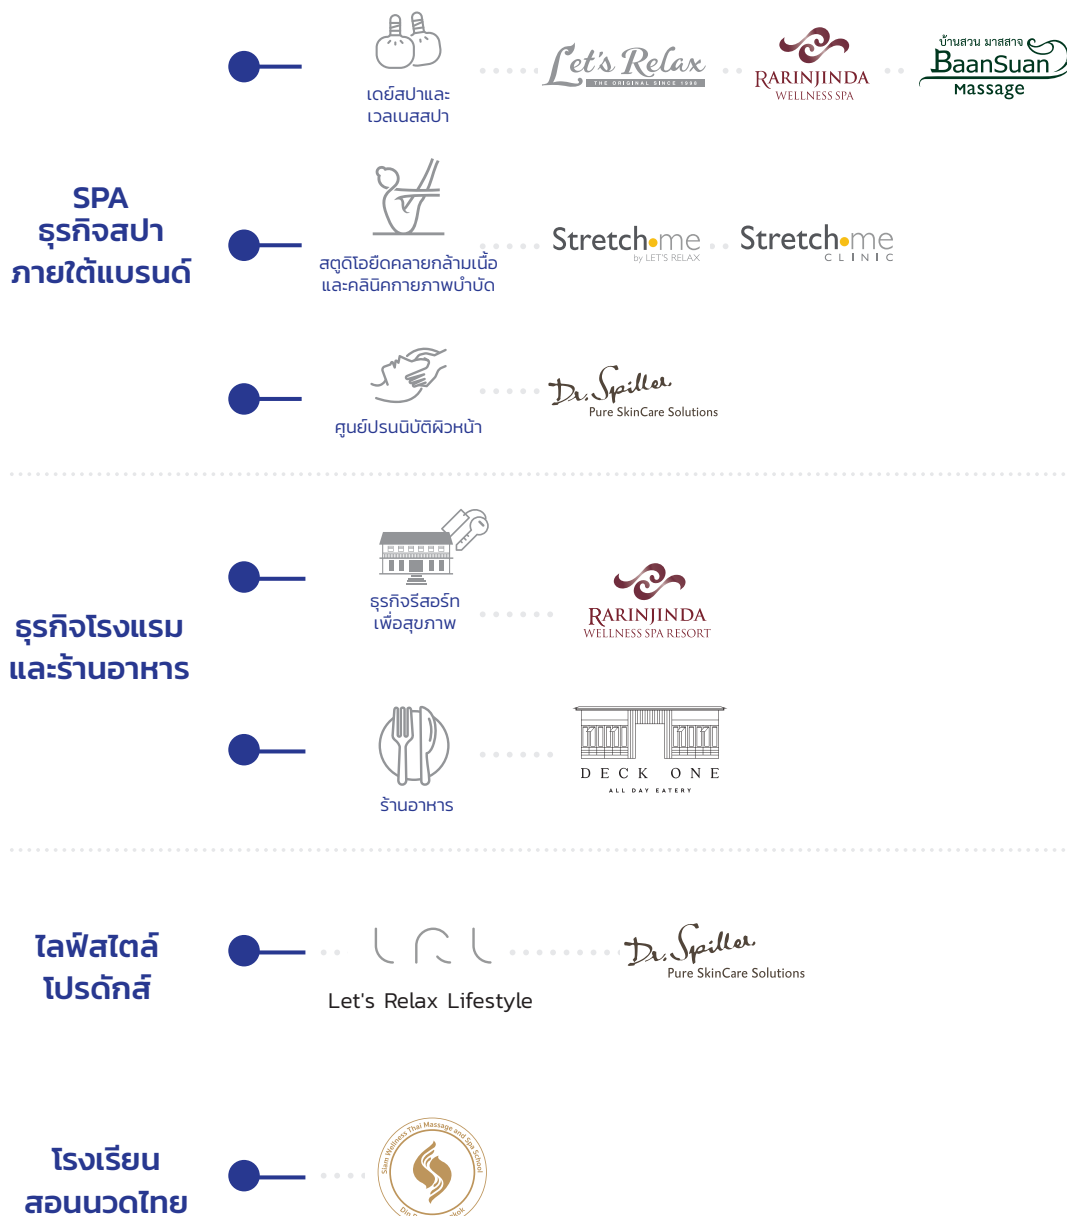 เดย์สปาและ
เวลเนสสปา
Let's Relax
THE ORIGINAL SINCE 1998
RARINJINDA
WELLNESS SPA
บ้านสวน มาสสาจ
BaanSuan
Massage
SPA
ธุรกิจสปา
ภายใต้แบรนด์
สตูดิโอยืดคลายกล้ามเนื้อ
และคลินิคกายภาพบำบัด
Stretch me
by LET'S RELAX
Stretch me
CLINIC
ศูนย์ปรนนิบัติผิวหน้า
Dr. Spiller
Pure SkinCare Solutions
ธุรกิจโรงแรม
และร้านอาหาร
ธุรกิจรีสอร์ท
เพื่อสุขภาพ
RARINJINDA
WELLNESS SPA RESORT
ร้านอาหาร
DECK ONE
ALL DAY EATERY
ไลฟ์สไตล์
โปรดักส์
LRL
Let's Relax Lifestyle
Dr. Spiller
Pure SkinCare Solutions
โรงเรียน
สอนนวดไทย
Siam Wellness Thai Massage and Spa School